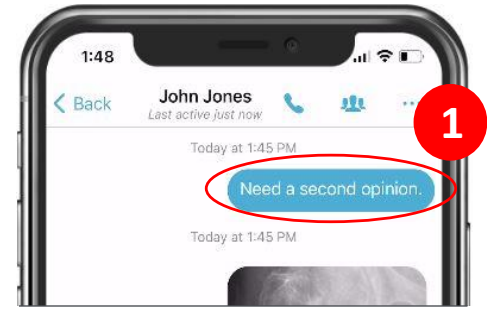 1:48
Back
John Jones
Last active just now
...
1
Today at 1:45 PM
Need a second opinion.
Today at 1:45 PM